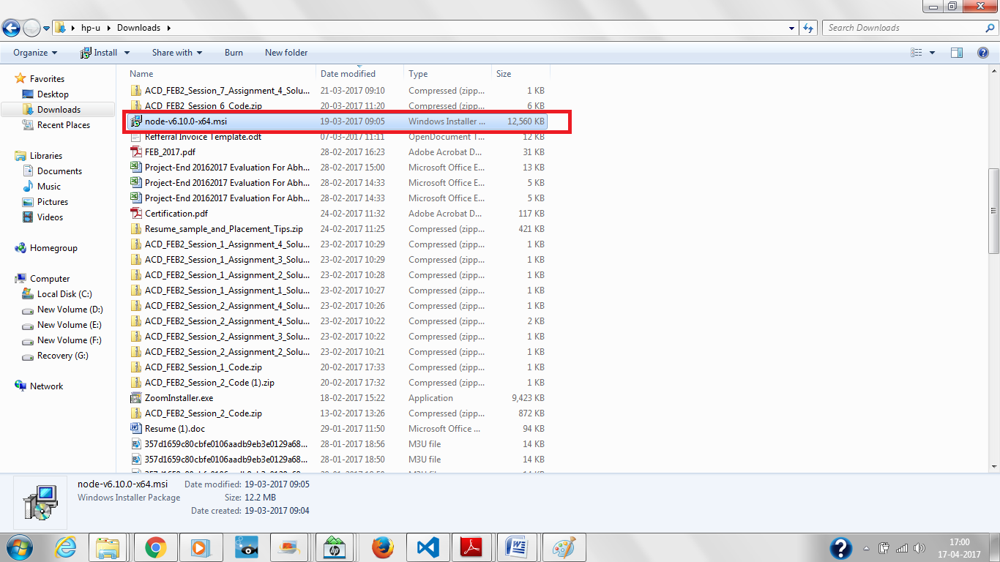 hp-u Downloads
Search Downloads
Organize Install Share with Burn New folder
Favorites
Desktop
Downloads
Recent Places
Libraries
Documents
Music
Pictures
Videos
Homegroup
Computer
Local Disk (C:)
New Volume (D:)
New Volume (E:)
New Volume (F:)
Recovery (G:)
Network
Name Date modified Type Size
ACD_FEB2_Session_7_Assignment_4_Solu... 21-03-2017 09:10 Compressed (zipp... 1 KB
ACD_FEB2_Session_6_Code.zip 20-03-2017 11:20 Compressed (zipp... 6 KB
node-v6.10.0-x64.msi 19-03-2017 09:05 Windows Installer ... 12,560 KB
Refferral Invoice Template.odt 07-03-2017 11:11 OpenDocument T... 12 KB
FEB_2017.pdf 28-02-2017 16:23 Adobe Acrobat D... 31 KB
Project-End 20162017 Evaluation For Abh... 28-02-2017 15:00 Microsoft Office E... 13 KB
Project-End 20162017 Evaluation For Abh... 28-02-2017 14:33 Microsoft Office E... 5 KB
Project-End 20162017 Evaluation For Abh... 28-02-2017 14:33 Microsoft Office E... 5 KB
Certification.pdf 24-02-2017 11:32 Adobe Acrobat D... 117 KB
Resume_sample_and_Placement_Tips.zip 24-02-2017 11:25 Compressed (zipp... 421 KB
ACD_FEB2_Session_1_Assignment_4_Solu... 23-02-2017 10:29 Compressed (zipp... 1 KB
ACD_FEB2_Session_1_Assignment_3_Solu... 23-02-2017 10:29 Compressed (zipp... 1 KB
ACD_FEB2_Session_1_Assignment_2_Solu... 23-02-2017 10:28 Compressed (zipp... 1 KB
ACD_FEB2_Session_1_Assignment_1_Solu... 23-02-2017 10:27 Compressed (zipp... 1 KB
ACD_FEB2_Session_2_Assignment_4_Solu... 23-02-2017 10:26 Compressed (zipp... 1 KB
ACD_FEB2_Session_2_Assignment_4_Solu... 23-02-2017 10:22 Compressed (zipp... 2 KB
ACD_FEB2_Session_2_Assignment_3_Solu... 23-02-2017 10:22 Compressed (zipp... 1 KB
ACD_FEB2_Session_2_Assignment_2_Solu... 23-02-2017 10:21 Compressed (zipp... 1 KB
ACD_FEB2_Session_1_Code.zip 20-02-2017 17:33 Compressed (zipp... 1 KB
ACD_FEB2_Session_2_Code (1).zip 20-02-2017 17:32 Compressed (zipp... 1 KB
ZoomInstaller.exe 18-02-2017 15:22 Application 9,423 KB
ACD_FEB2_Session_2_Code.zip 13-02-2017 13:26 Compressed (zipp... 872 KB
Resume (1).doc 29-01-2017 11:50 Microsoft Office ... 94 KB
357d1659c80cbfe0106aadb9eb3e0129a68... 28-01-2017 18:56 M3U file 14 KB
357d1659c80cbfe0106aadb9eb3e0129a68... 28-01-2017 18:50 M3U file 14 KB
node-v6.10.0-x64.msi Date modified: 19-03-2017 09:05
Windows Installer Package Size: 12.2 MB
Date created: 19-03-2017 09:04
hp
17:00
17-04-2017